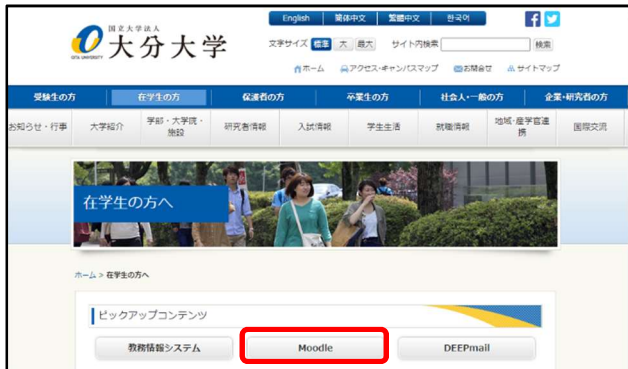 English 簡体中文 繁體中文 한국어
国立大学法人
大分大学
OITA UNIVERSITY
文字サイズ 標準 大 最大 サイト内検索 検索
ホーム アクセス・キャンパスマップ お問合せ サイトマップ
受験生の方 在学生の方 保護者の方 卒業生の方 社会人・一般の方 企業・研究者の方
お知らせ・行事 大学紹介 学部・大学院・施設 研究者情報 入試情報 学生生活 就職情報 地域・産学官連携 国際交流
在学生の方へ
ホーム > 在学生の方へ
ピックアップコンテンツ
教務情報システム Moodle DEEPmail